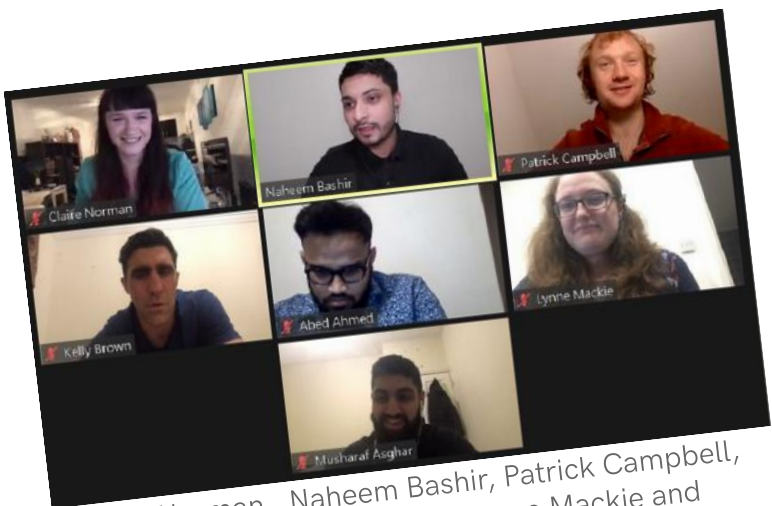 Claire Norman
Naheem Bashir
Patrick Campbell
Kelly Brown
Abed Ahmed
Lynne Mackie
Musharaf Asghar
Naheem Bashir, Patrick Campbell,
Mackie and